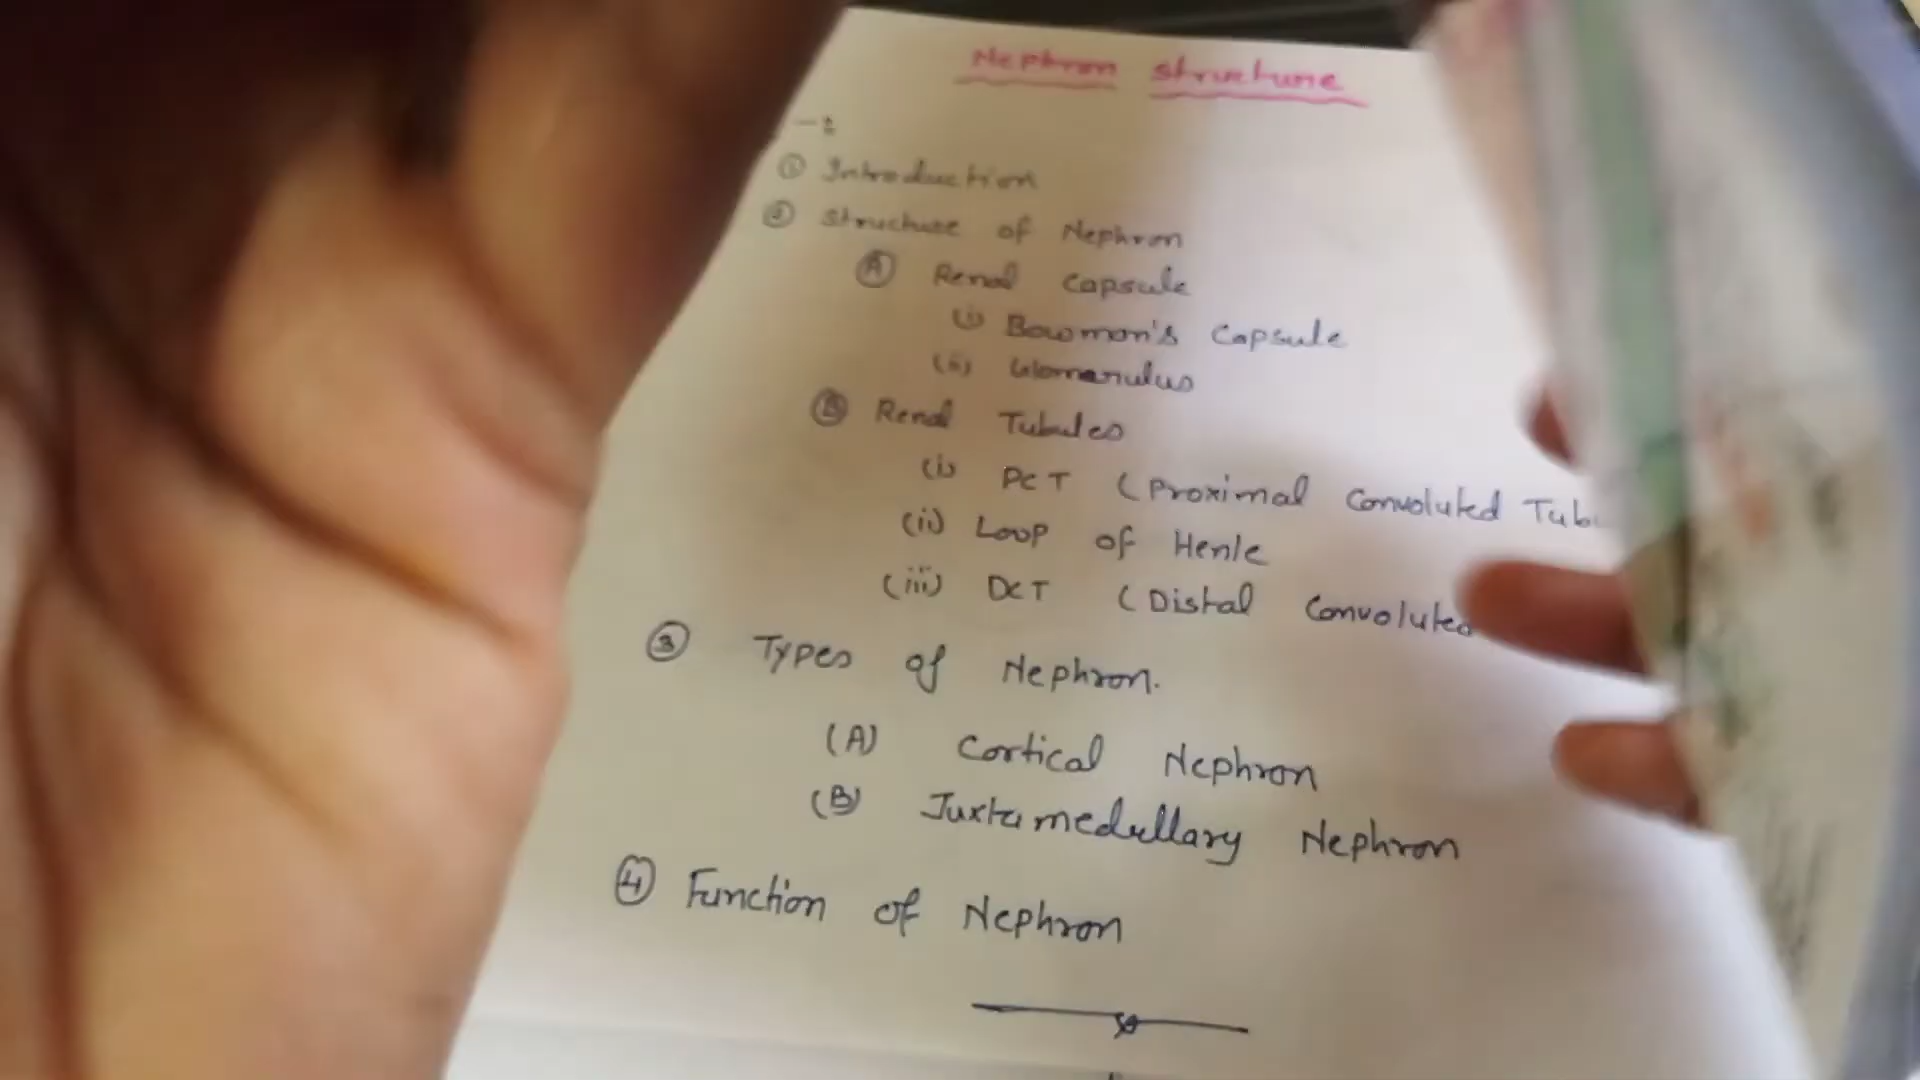 Nephron structure
① Introduction
② Structure of Nephron
Ⓐ Renal Capsule
(i) Bowman's Capsule
(ii) Glomerulus
Ⓑ Renal Tubules
(i) PCT (Proximal Convoluted Tub
(ii) Loop of Henle
(iii) DCT (Distal Convoluted
③ Types of Nephron.
(A) Cortical Nephron
(B) Juxtamedullary Nephron
④ Function of Nephron